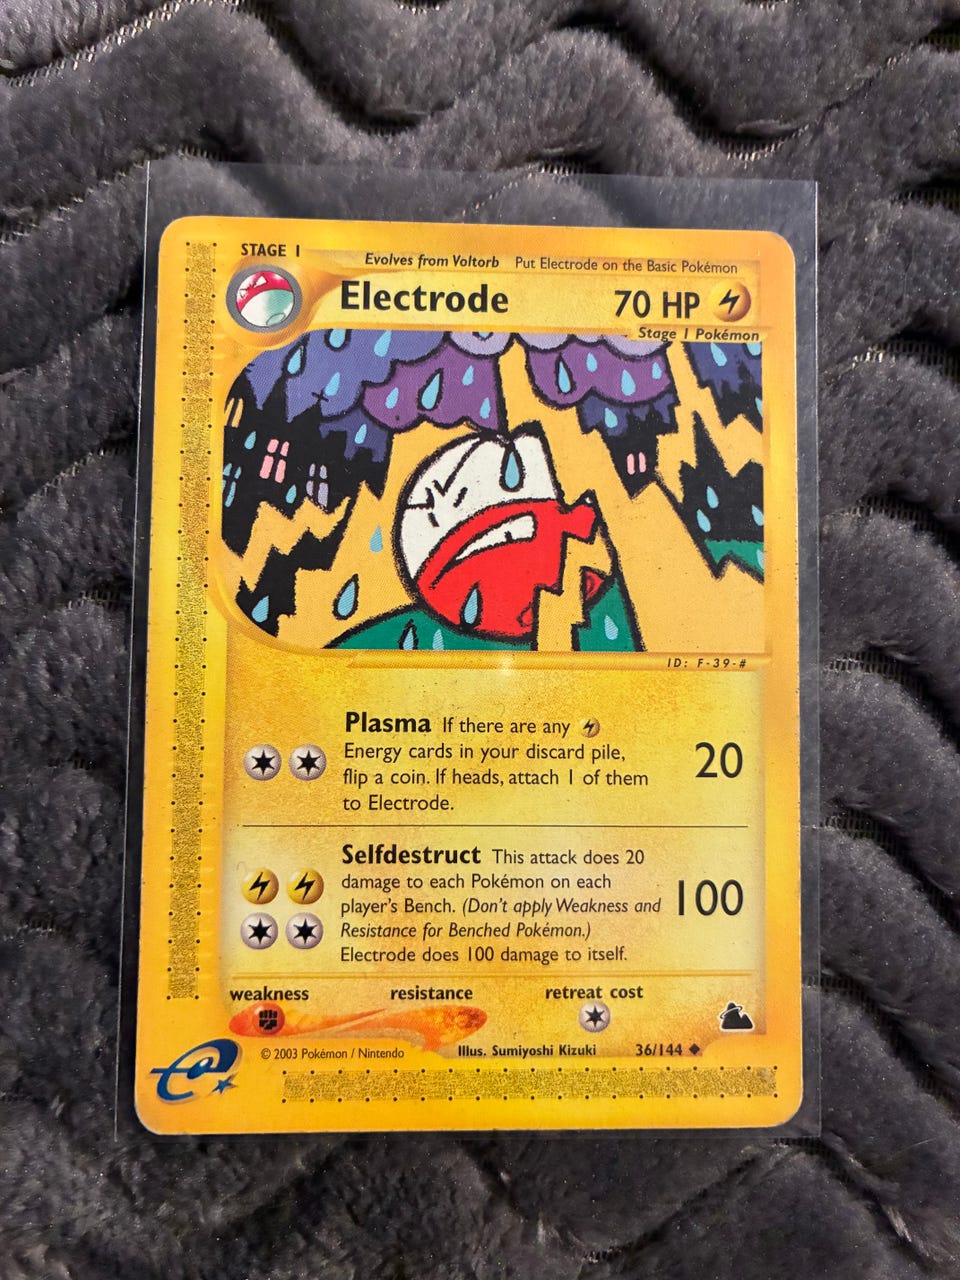 STAGE 1
Evolves from Voltorb Put Electrode on the Basic Pokémon
Electrode 70 HP
Stage 1 Pokémon
ID: F-39-#
Plasma If there are any
Energy cards in your discard pile,
flip a coin. If heads, attach 1 of them
to Electrode.
20
Selfdestruct This attack does 20
damage to each Pokémon on each
player's Bench. (Don't apply Weakness and
Resistance for Benched Pokémon.)
Electrode does 100 damage to itself.
100
weakness resistance retreat cost
e
© 2003 Pokémon / Nintendo Illus. Sumiyoshi Kizuki 36/144